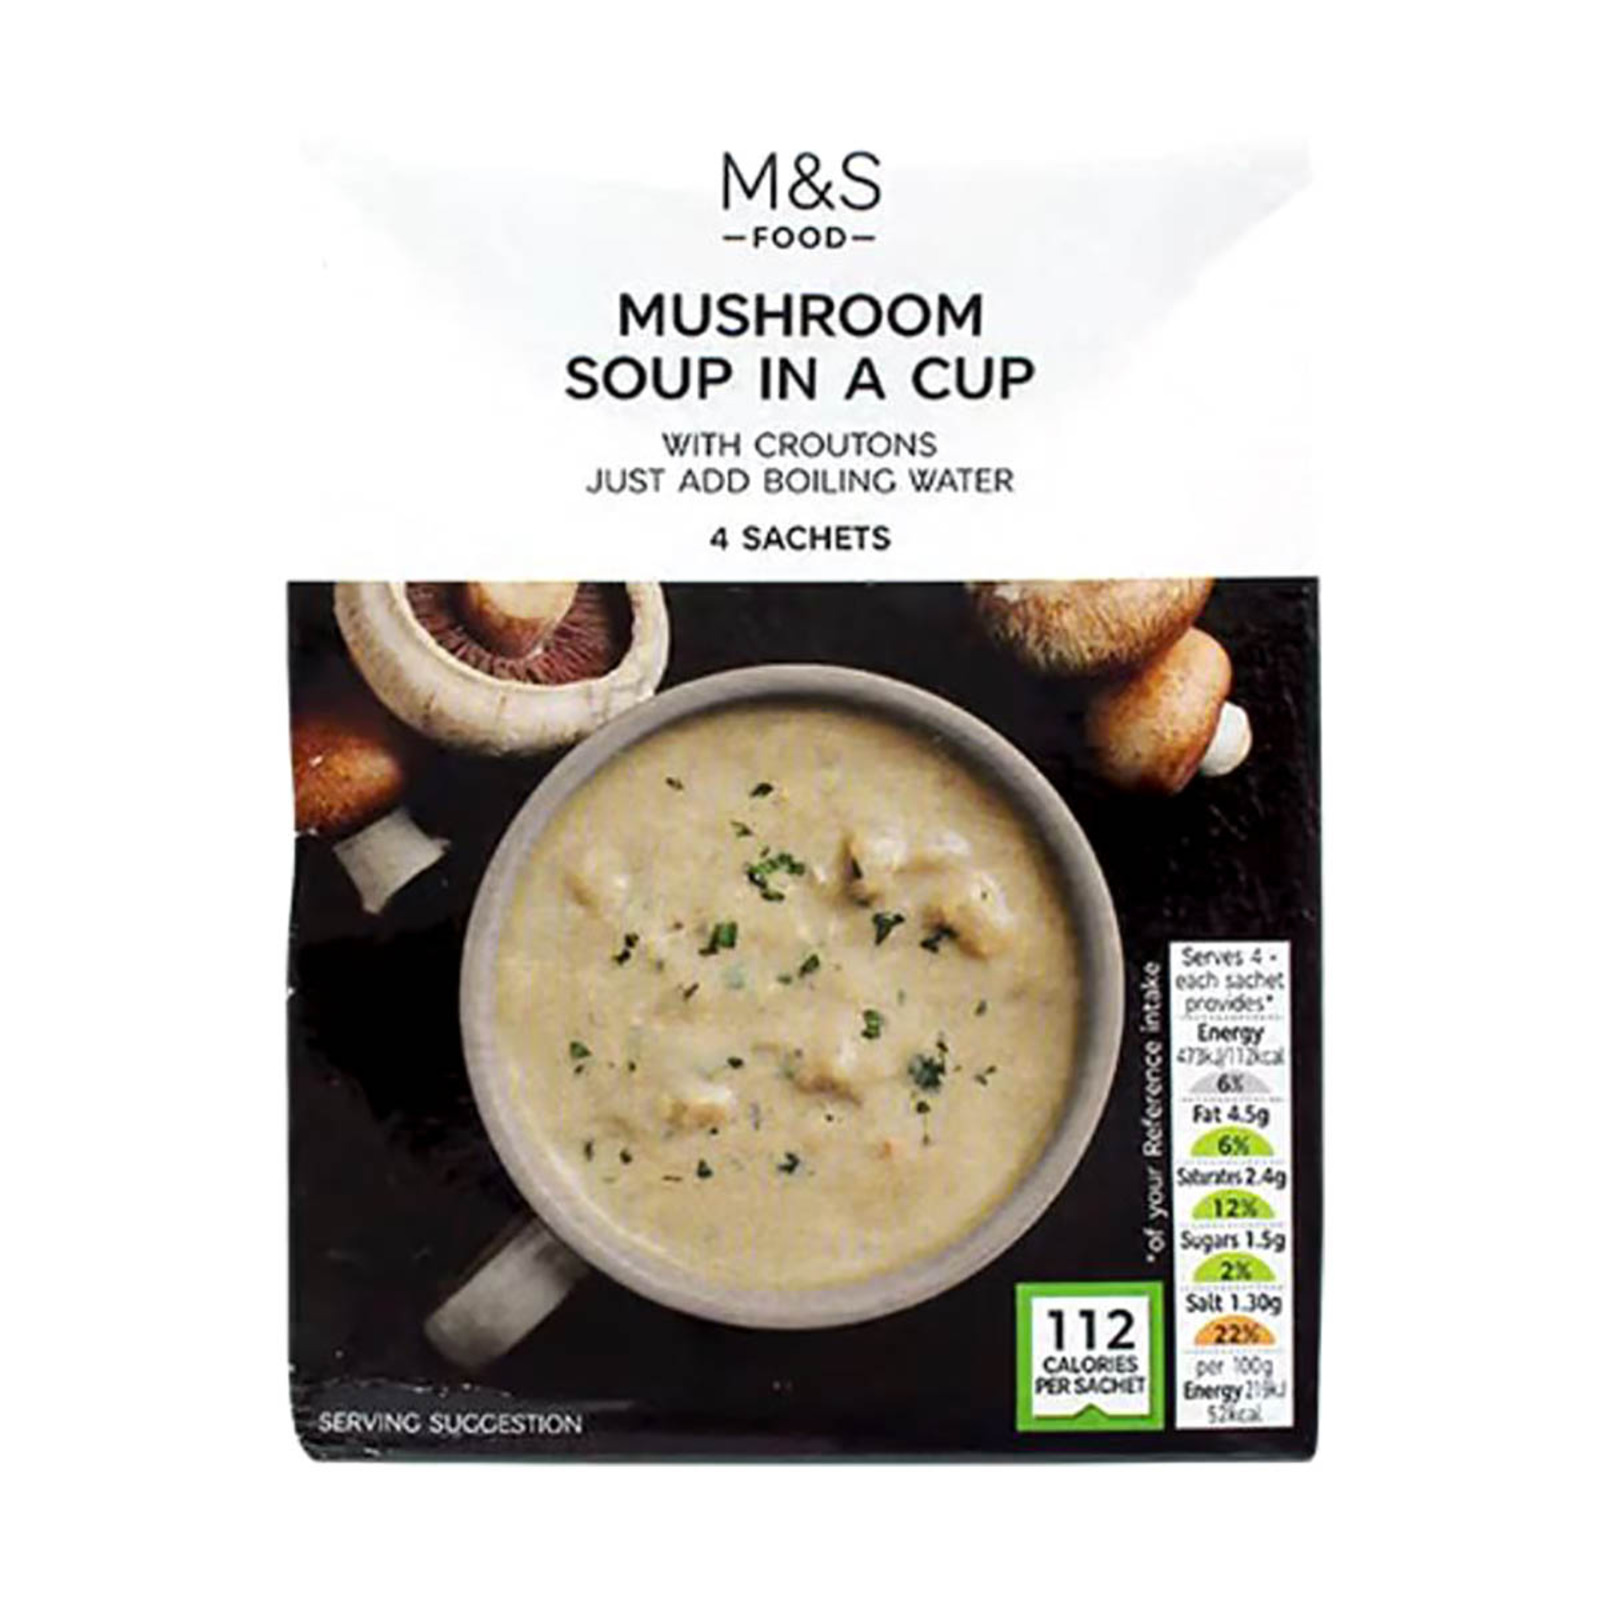 M&S
—FOOD—
MUSHROOM
SOUP IN A CUP
WITH CROUTONS
JUST ADD BOILING WATER
4 SACHETS
Serves 4 -
each sachet
provides*
Energy
473kJ/112kcal
6%
Fat 4.5g
6%
Saturates 2.4g
12%
Sugars 1.5g
2%
Salt 1.30g
22%
per 100g
Energy 219kJ
52kcal
*of your Reference intake
112
CALORIES
PER SACHET
SERVING SUGGESTION